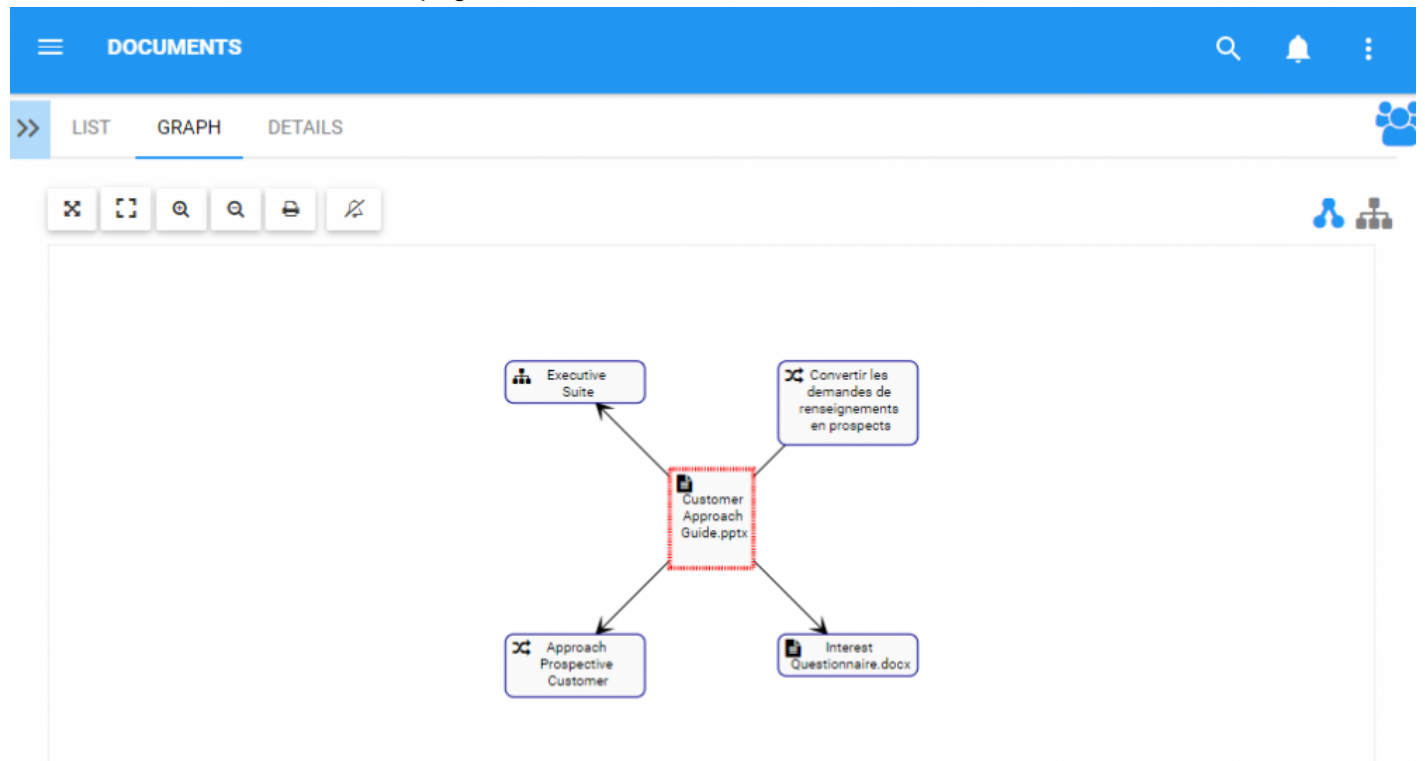 DOCUMENTS
LIST GRAPH DETAILS
Executive
Suite
Convertir les
demandes de
renseignements
en prospects
Customer
Approach
Guide.pptx
Approach
Prospective
Customer
Interest
Questionnaire.docx